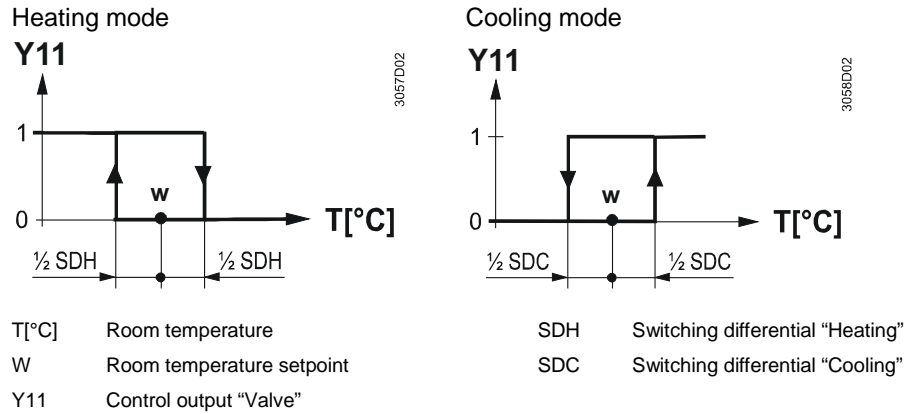 Heating mode
Y11
3057D02
1
W
0
T[°C]
½ SDH
½ SDH
Cooling mode
Y11
3058D02
1
W
0
T[°C]
½ SDC
½ SDC
T[°C] Room temperature
W Room temperature setpoint
Y11 Control output “Valve”
SDH Switching differential “Heating”
SDC Switching differential “Cooling”